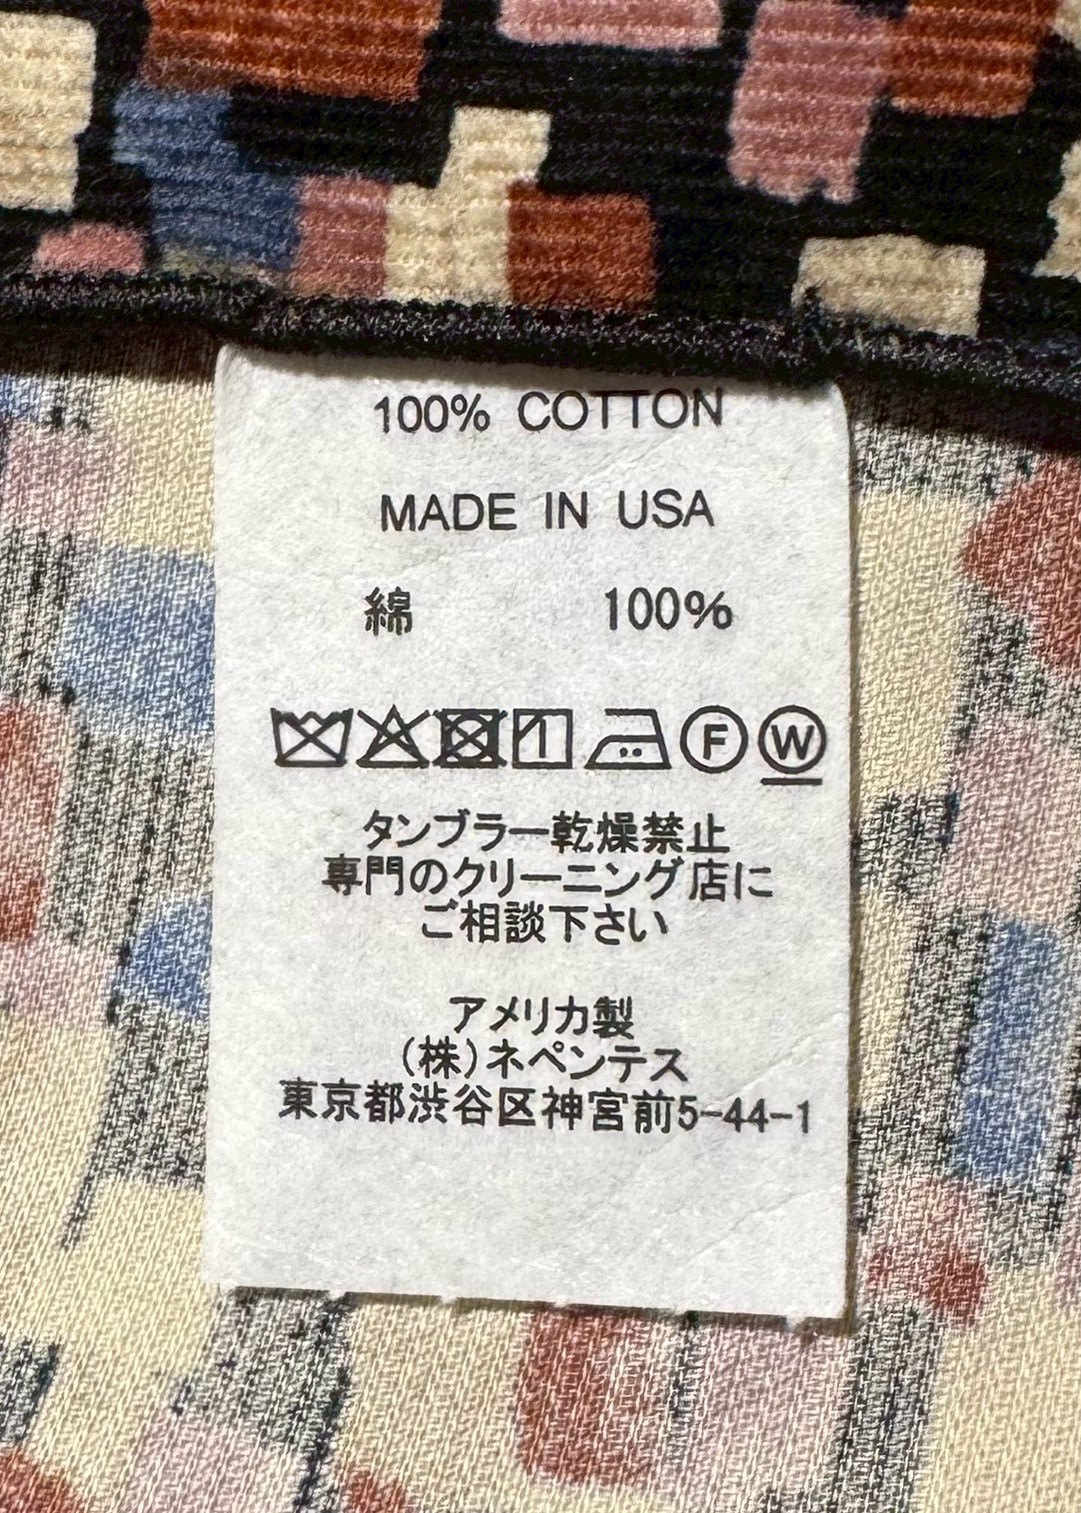 100% COTTON
MADE IN USA
綿 100%
F W
タンブラー乾燥禁止
専門のクリーニング店に
ご相談下さい
アメリカ製
(株)ネペンテス
東京都渋谷区神宮前5-44-1